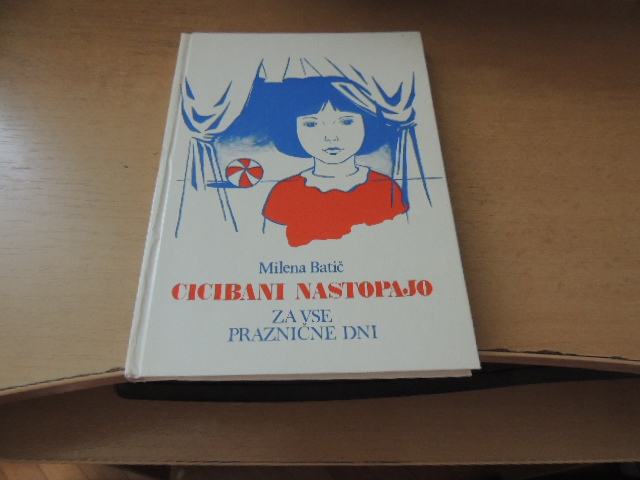 Milena Batič
CICIBANI NASTOPAJO
ZA VSE
PRAZNIČNE DNI